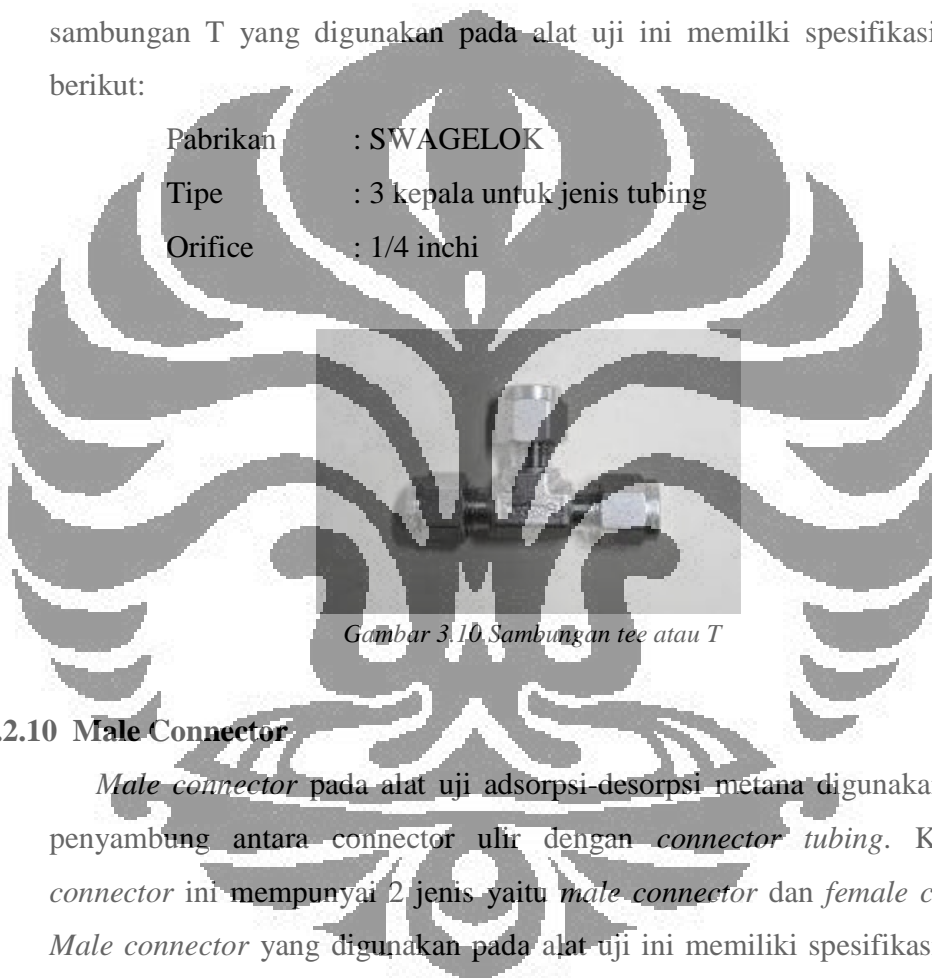 sambungan T yang digunakan pada alat uji ini memilki spesifikasi
berikut:
Pabrikan : SWAGELOK
Tipe : 3 kepala untuk jenis tubing
Orifice : 1/4 inchi
Gambar 3.10 Sambungan tee atau T
.2.10 Male Connector
Male connector pada alat uji adsorpsi-desorpsi metana digunaka
penyambung antara connector ulir dengan connector tubing. K
connector ini mempunyai 2 jenis yaitu male connector dan female c
Male connector yang digunakan pada alat uji ini memiliki spesifikas